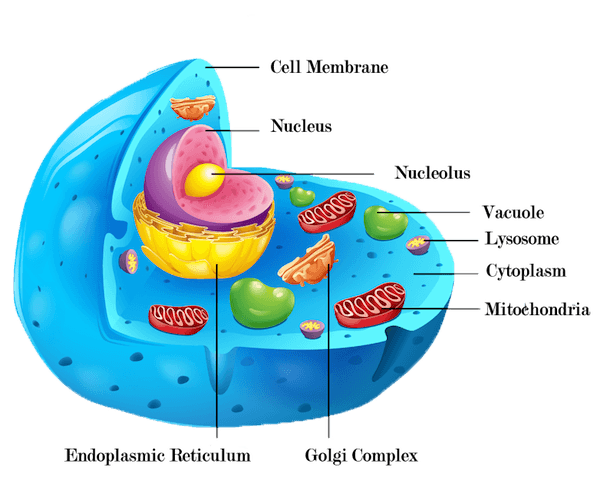 Cell Membrane
Nucleus
Nucleolus
Vacuole
Lysosome
Cytoplasm
Mitochondria
Endoplasmic Reticulum
Golgi Complex